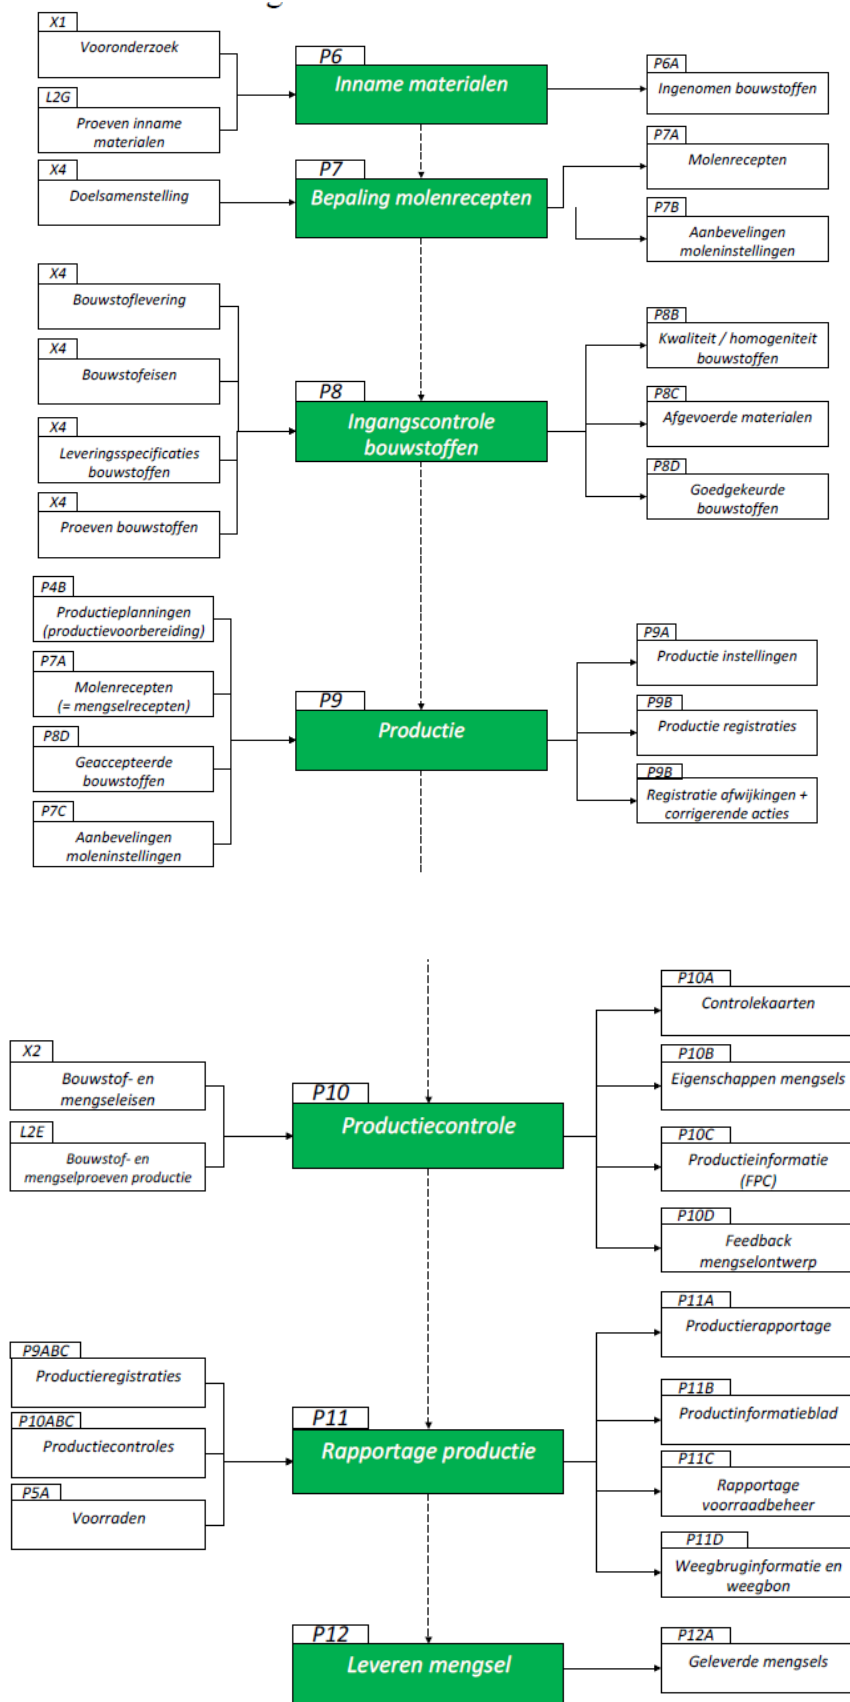 X1
Vooronderzoek
L2G
Proeven inname
materialen
P6
Inname materialen
P6A
Ingenomen bouwstoffen
X4
Doelsamenstelling
P7
Bepaling molenrecepten
P7A
Molenrecepten
P7B
Aanbevelingen
moleninstellingen
X4
Bouwstoflevering
X4
Bouwstofeisen
X4
Leveringsspecificaties
bouwstoffen
X4
Proeven bouwstoffen
P8
Ingangscontrole
bouwstoffen
P8B
Kwaliteit / homogeniteit
bouwstoffen
P8C
Afgevoerde materialen
P8D
Goedgekeurde
bouwstoffen
P4B
Productieplanningen
(productievoorbereiding)
P7A
Molenrecepten
(= mengselrecepten)
P8D
Geaccepteerde
bouwstoffen
P7C
Aanbevelingen
moleninstellingen
P9
Productie
P9A
Productie instellingen
P9B
Productie registraties
P9B
Registratie afwijkingen +
corrigerende acties
X2
Bouwstof- en
mengseleisen
L2E
Bouwstof- en
mengselproeven productie
P10
Productiecontrole
P10A
Controlekaarten
P10B
Eigenschappen mengsels
P10C
Productieinformatie
(FPC)
P10D
Feedback
mengselontwerp
P9ABC
Productieregistraties
P10ABC
Productiecontroles
P5A
Voorraden
P11
Rapportage productie
P11A
Productierapportage
P11B
Productinformatieblad
P11C
Rapportage
voorraadbeheer
P11D
Weegbruginformatie en
weegbon
P12
Leveren mengsel
P12A
Geleverde mengsels